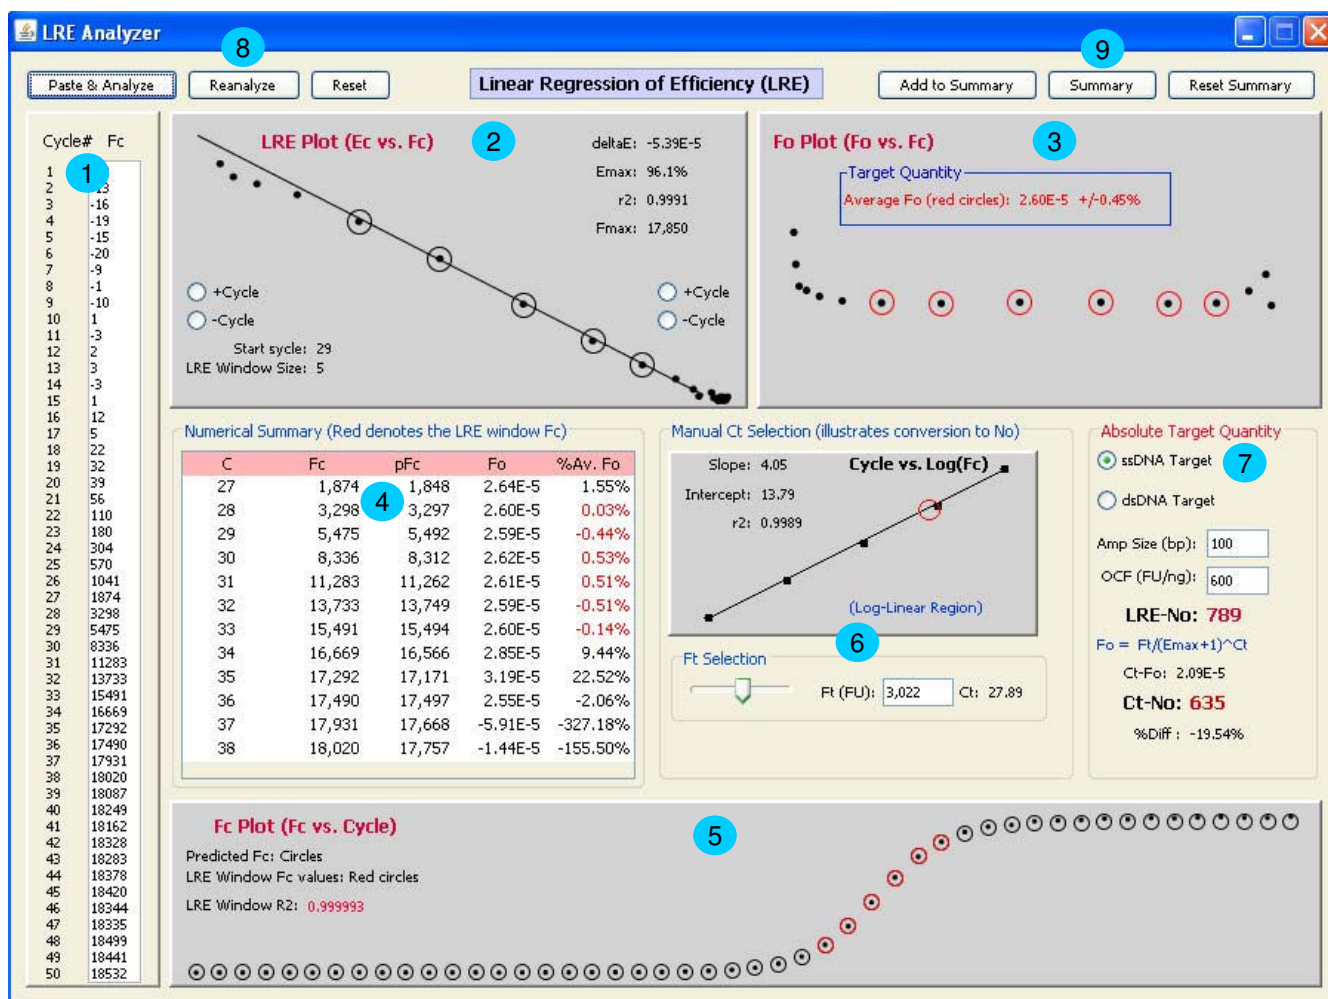 LRE Analyzer
8
9
Paste & Analyze Reanalyze Reset Linear Regression of Efficiency (LRE) Add to Summary Summary Reset Summary
Cycle# Fc
1
1
2 -13
3 -16
4 -19
5 -15
6 -20
7 -9
8 -1
9 -10
10 1
11 -3
12 2
13 3
14 -3
15 1
16 12
17 5
18 22
19 32
20 39
21 56
22 110
23 180
24 304
25 570
26 1041
27 1874
28 3298
29 5475
30 8336
31 11283
32 13733
33 15491
34 16669
35 17292
36 17490
37 17931
38 18020
39 18087
40 18249
41 18162
42 18328
43 18283
44 18378
45 18420
46 18344
47 18335
48 18499
49 18441
50 18532
LRE Plot (Ec vs. Fc) 2
deltaE: -5.39E-5
Emax: 96.1%
r2: 0.9991
Fmax: 17,850
+Cycle +Cycle
-Cycle -Cycle
Start sycle: 29
LRE Window Size: 5
Fo Plot (Fo vs. Fc) 3
Target Quantity
Average Fo (red circles): 2.60E-5 +/-0.45%
Numerical Summary (Red denotes the LRE window Fc)
C Fc pFc Fo %Av. Fo
4
27 1,874 1,848 2.64E-5 1.55%
28 3,298 3,297 2.60E-5 0.03%
29 5,475 5,492 2.59E-5 -0.44%
30 8,336 8,312 2.62E-5 0.53%
31 11,283 11,262 2.61E-5 0.51%
32 13,733 13,749 2.59E-5 -0.51%
33 15,491 15,494 2.60E-5 -0.14%
34 16,669 16,566 2.85E-5 9.44%
35 17,292 17,171 3.19E-5 22.52%
36 17,490 17,497 2.55E-5 -2.06%
37 17,931 17,668 -5.91E-5 -327.18%
38 18,020 17,757 -1.44E-5 -155.50%
Manual Ct Selection (illustrates conversion to No)
Slope: 4.05 Cycle vs. Log(Fc)
Intercept: 13.79
r2: 0.9989
(Log-Linear Region)
6
Ft Selection
Ft (FU): 3,022 Ct: 27.89
Absolute Target Quantity
ssDNA Target 7
dsDNA Target
Amp Size (bp): 100
OCF (FU/ng): 600
LRE-No: 789
Fo = Ft/(Emax+1)^Ct
Ct-Fo: 2.09E-5
Ct-No: 635
%Diff : -19.54%
Fc Plot (Fc vs. Cycle) 5
Predicted Fc: Circles
LRE Window Fc values: Red circles
LRE Window R2: 0.999993